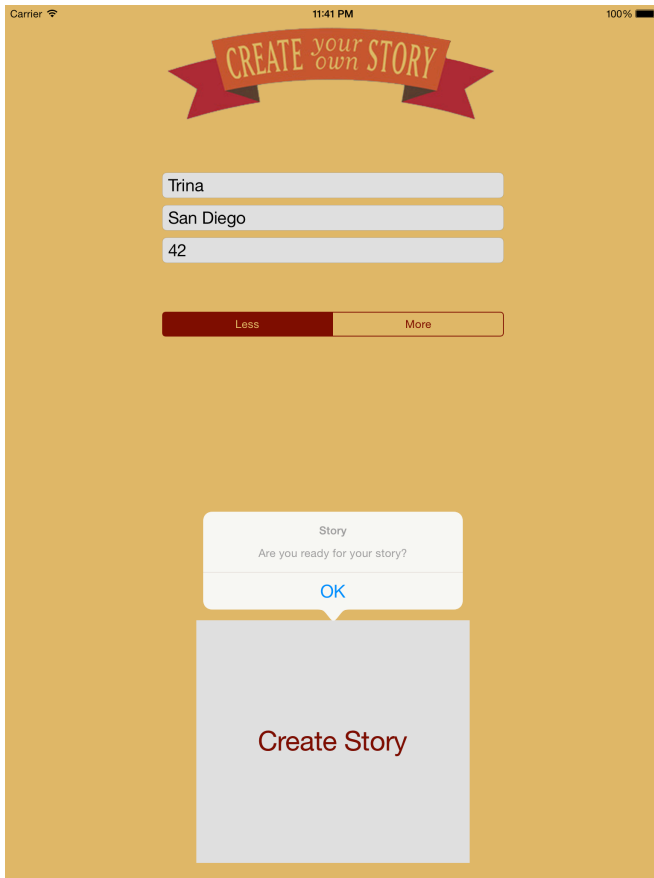 Carrier 11:41 PM 100%
CREATE your own STORY
Trina
San Diego
42
Less More
Story
Are you ready for your story?
OK
Create Story